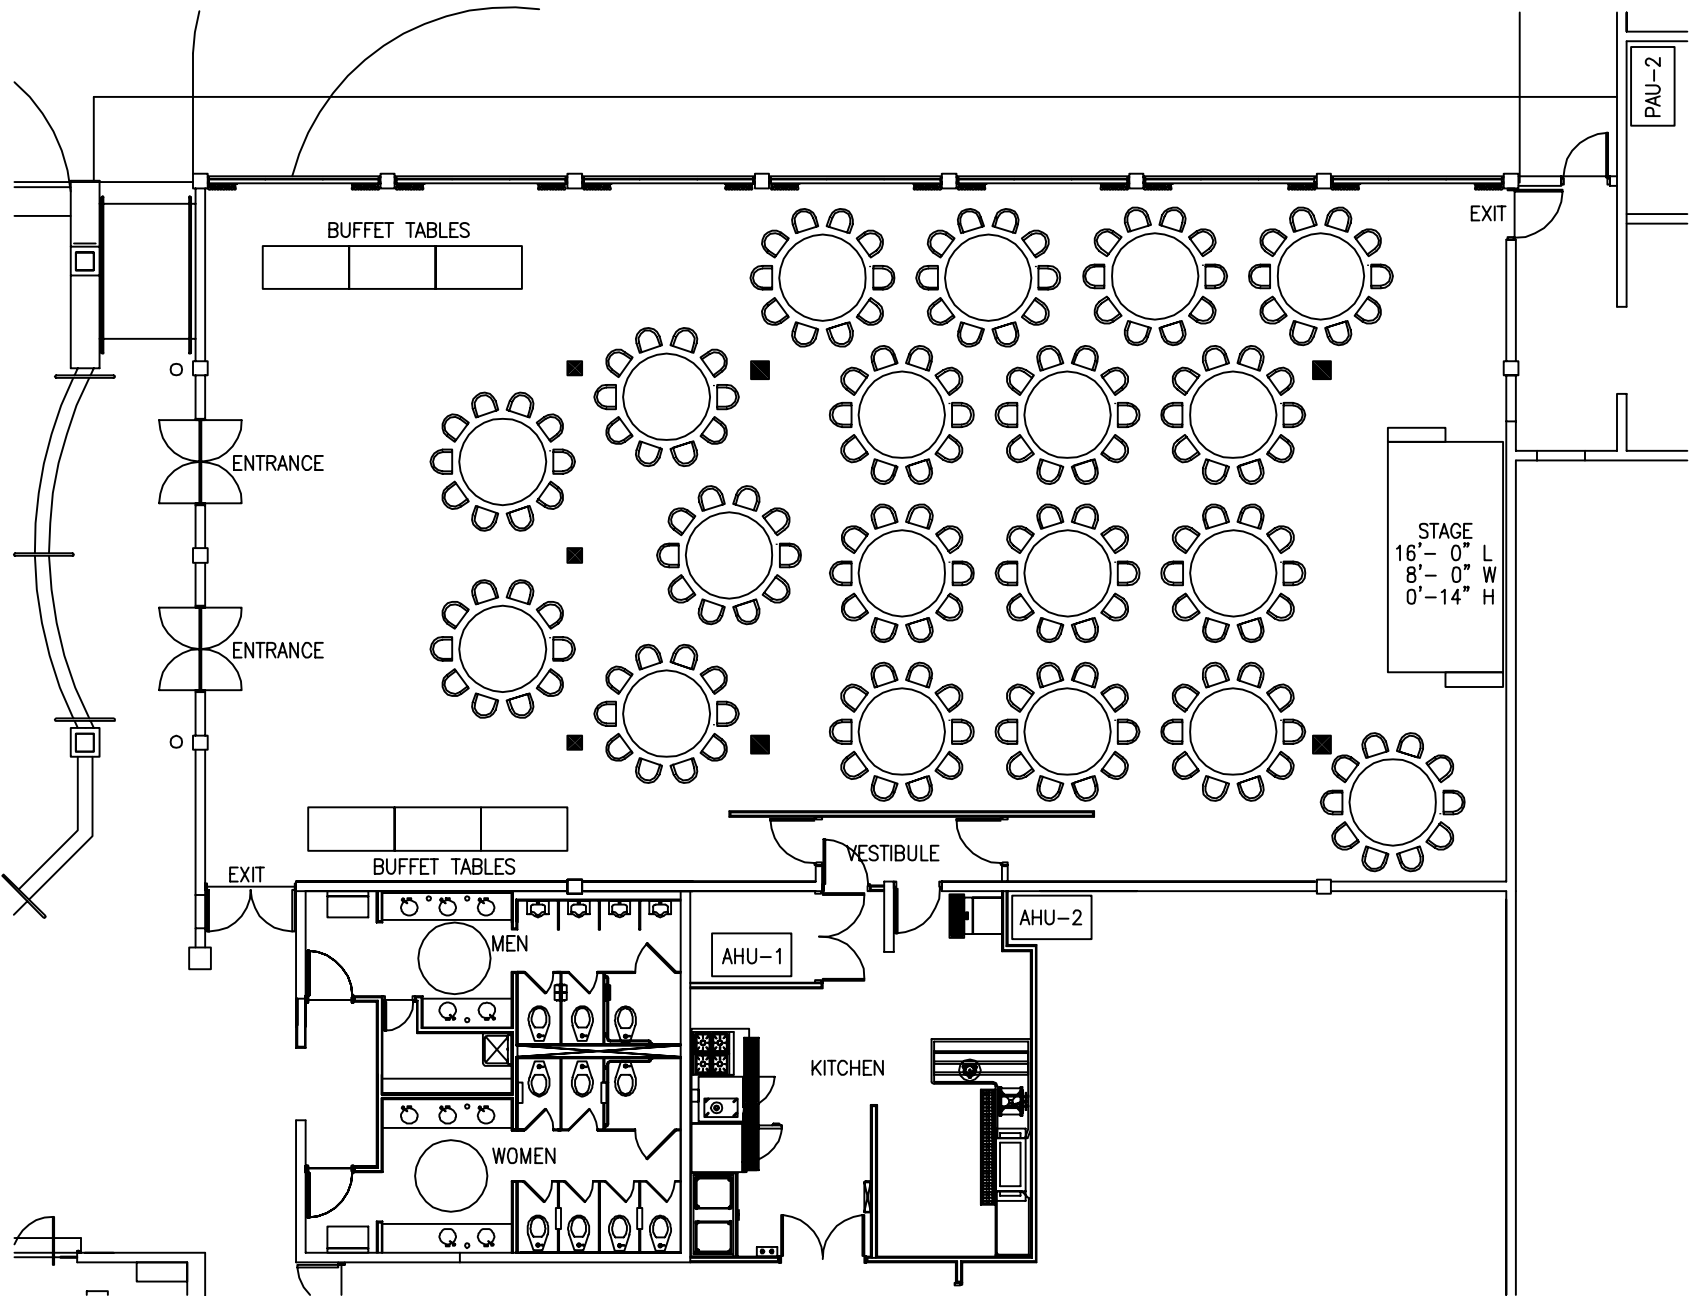 PAU-2
EXIT
BUFFET TABLES
ENTRANCE
STAGE
16'- 0" L
8'- 0" W
0'-14" H
ENTRANCE
VESTIBULE
BUFFET TABLES
EXIT
AHU-2
MEN
AHU-1
KITCHEN
WOMEN